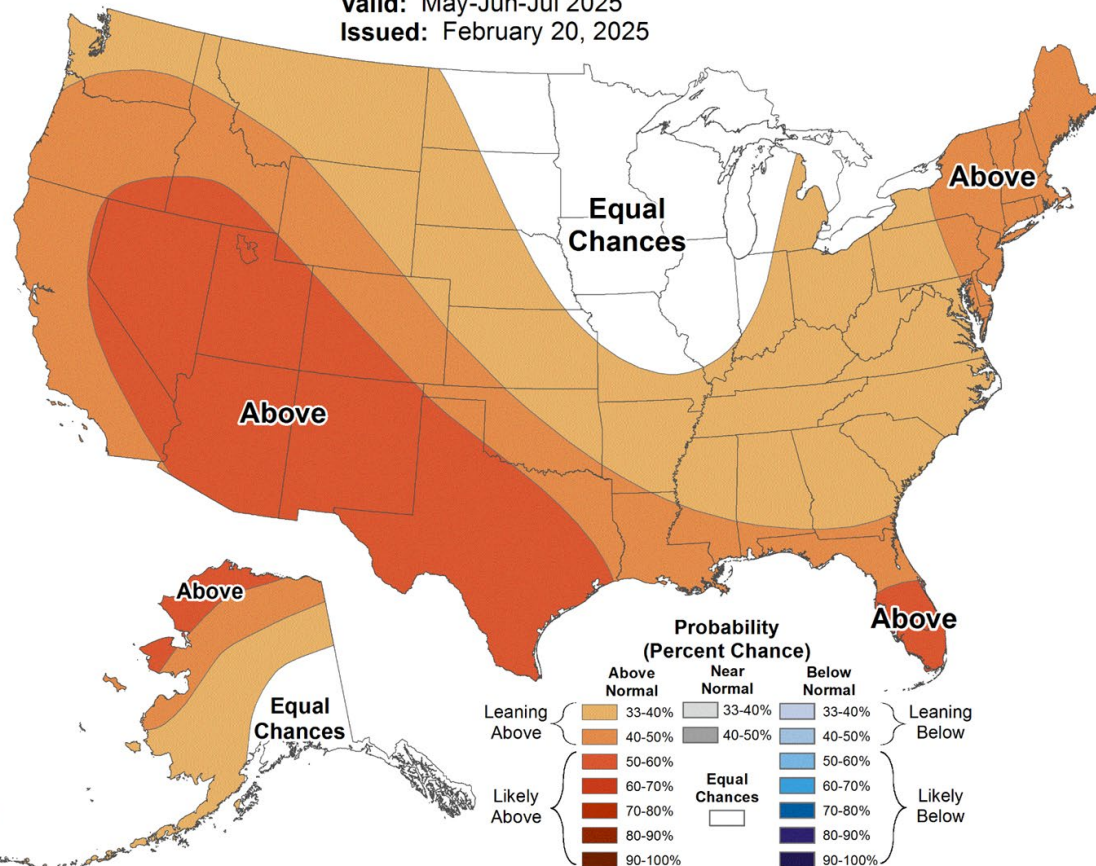 Valid: May-Jun-Jul 2025
Issued: February 20, 2025
Above
Equal
Chances
Above
Above
Above
Equal
Chances
Above
Probability
(Percent Chance)
Above
Normal
Near
Normal
Below
Normal
Leaning
Above
33-40%
33-40%
33-40%
Leaning
Below
40-50%
40-50%
40-50%
Likely
Above
50-60%
50-60%
Likely
Below
60-70%
Equal
Chances
60-70%
70-80%
70-80%
80-90%
80-90%
90-100%
90-100%